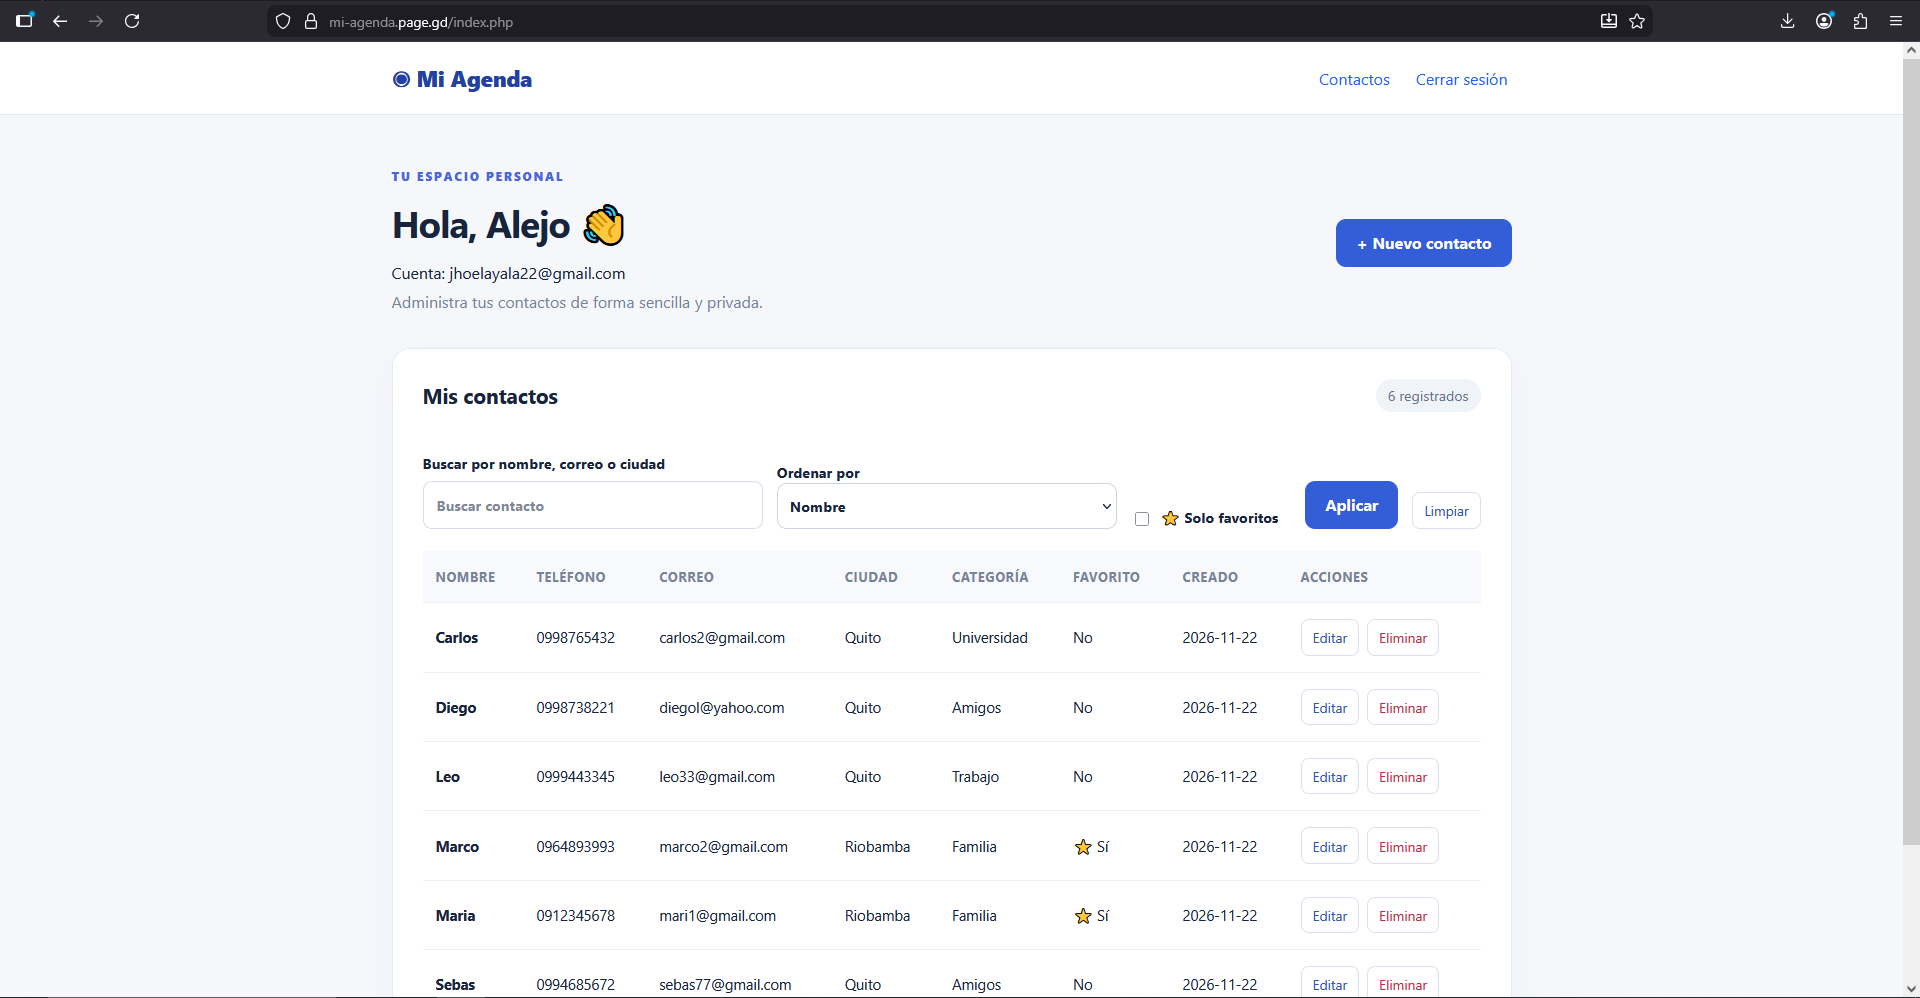 mi-agenda.page.gd/index.php
Mi Agenda
Contactos Cerrar sesión
TU ESPACIO PERSONAL
Hola, Alejo 👋
+ Nuevo contacto
Cuenta: jhoelayala22@gmail.com
Administra tus contactos de forma sencilla y privada.
Mis contactos
6 registrados
Buscar por nombre, correo o ciudad
Ordenar por
Buscar contacto
Nombre
⭐ Solo favoritos
Aplicar
Limpiar
NOMBRE TELÉFONO CORREO CIUDAD CATEGORÍA FAVORITO CREADO ACCIONES
Carlos 0998765432 carlos2@gmail.com Quito Universidad No 2026-11-22 Editar Eliminar
Diego 0998738221 diegol@yahoo.com Quito Amigos No 2026-11-22 Editar Eliminar
Leo 0999443345 leo33@gmail.com Quito Trabajo No 2026-11-22 Editar Eliminar
Marco 0964893993 marco2@gmail.com Riobamba Familia ⭐ Sí 2026-11-22 Editar Eliminar
Maria 0912345678 mari1@gmail.com Riobamba Familia ⭐ Sí 2026-11-22 Editar Eliminar
Sebas 0994685672 sebas77@gmail.com Quito Amigos No 2026-11-22 Editar Eliminar